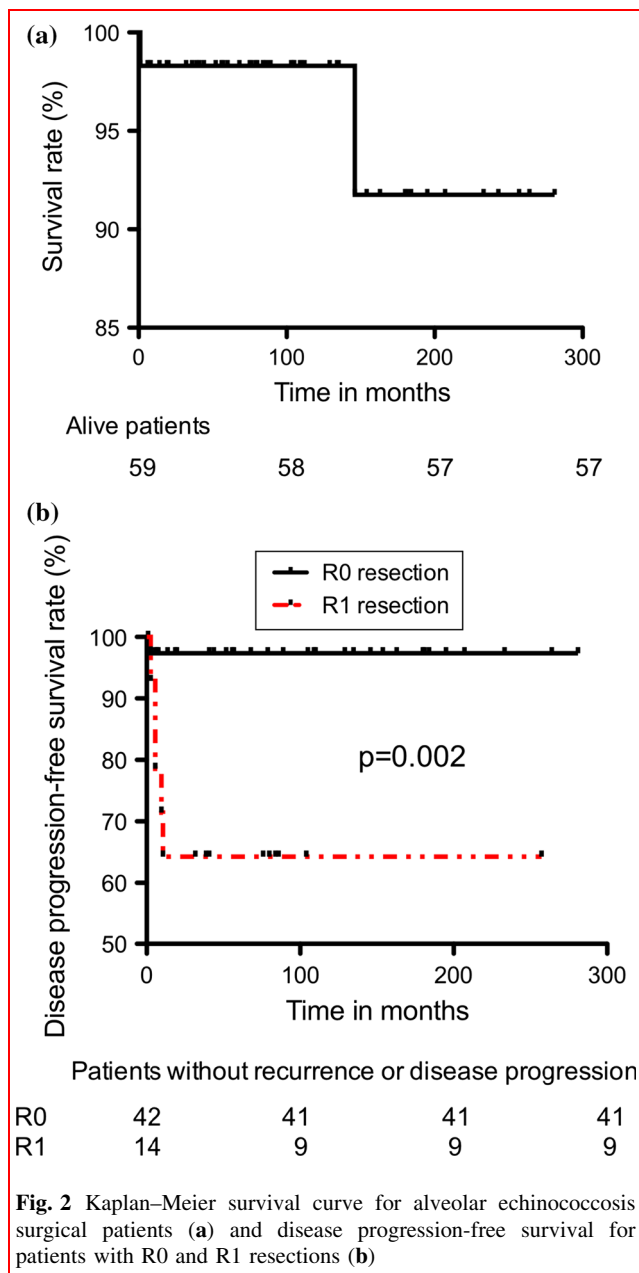 (a)
Survival rate (%)
100
95
90
85
0 100 200 300
Time in months
Alive patients
59 58 57 57
(b)
Disease progression-free survival rate (%)
R0 resection
R1 resection
100
90
80
70
60
50
p=0.002
0 100 200 300
Time in months
Patients without recurrence or disease progression
R0 42 41 41 41
R1 14 9 9 9
Fig. 2 Kaplan–Meier survival curve for alveolar echinococcosis
surgical patients (a) and disease progression-free survival for
patients with R0 and R1 resections (b)